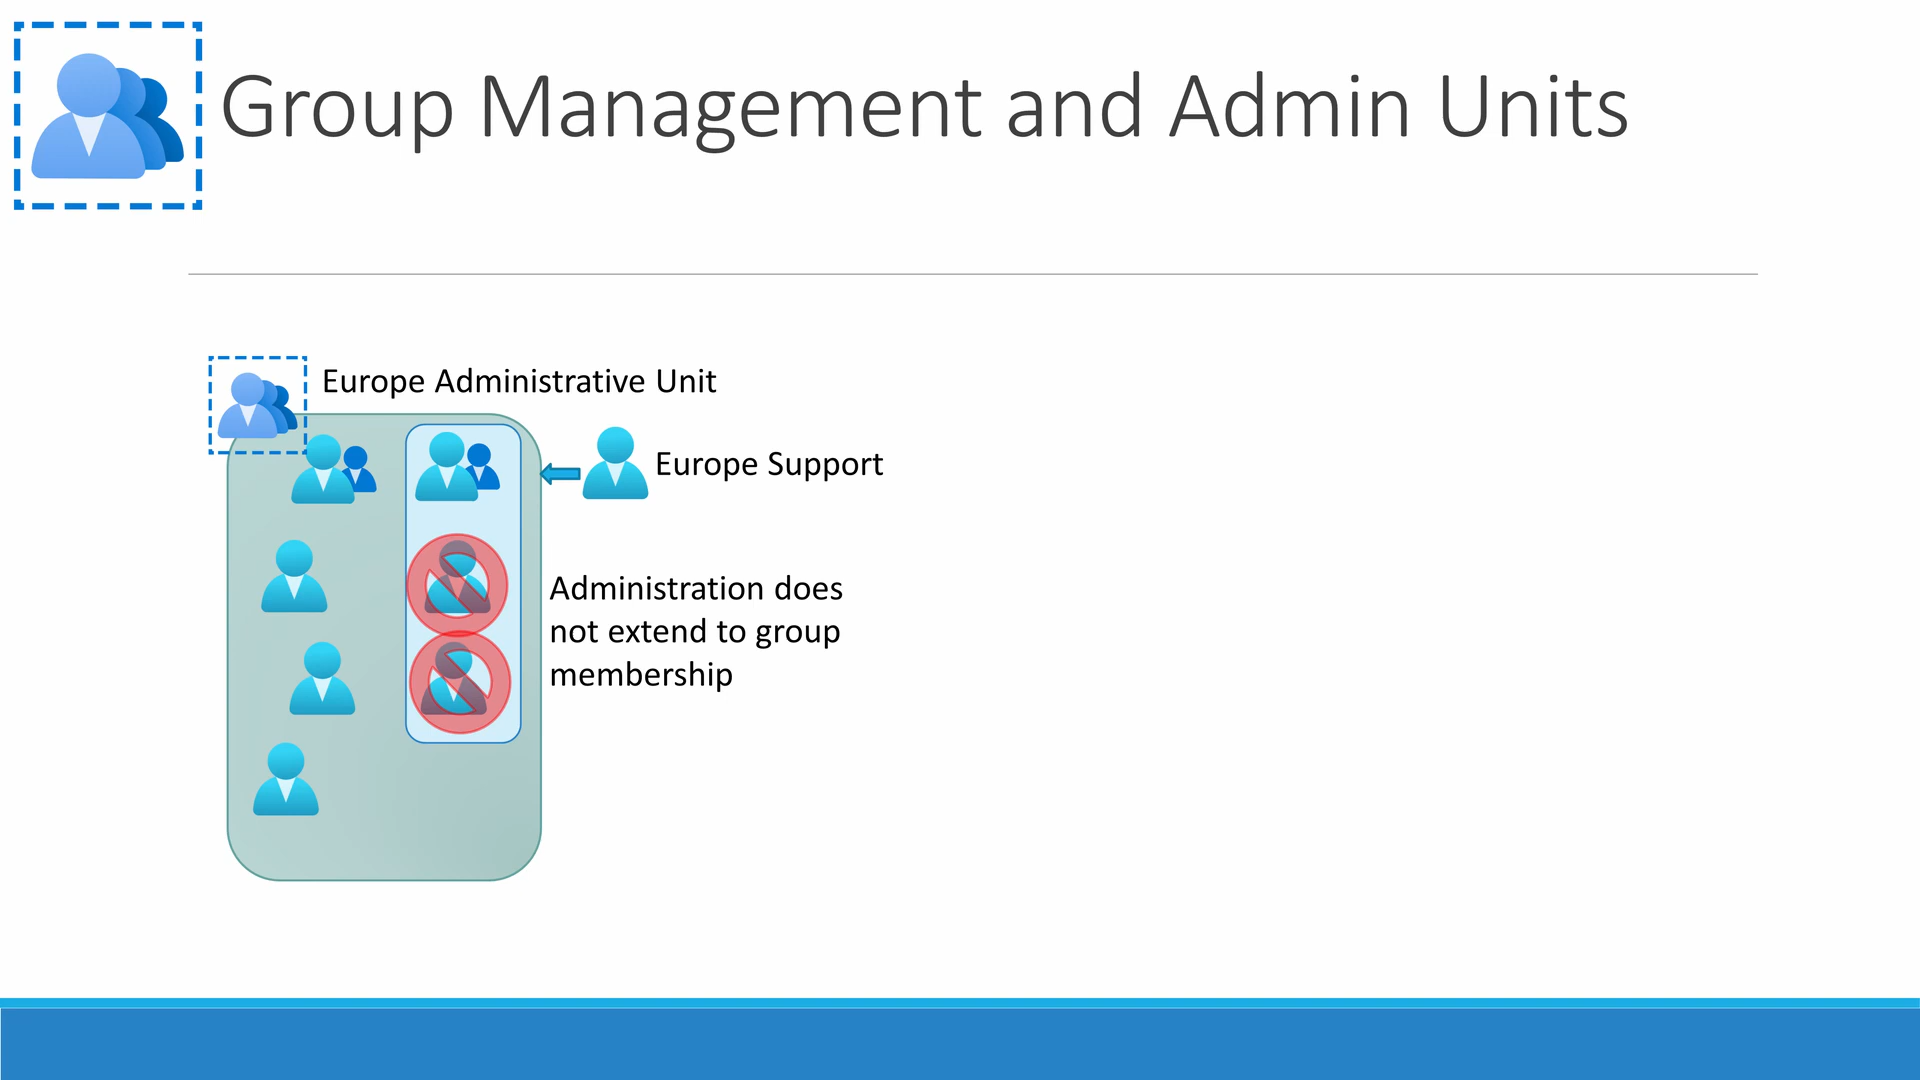 Group Management and Admin Units
Europe Administrative Unit
Europe Support
Administration does
not extend to group
membership